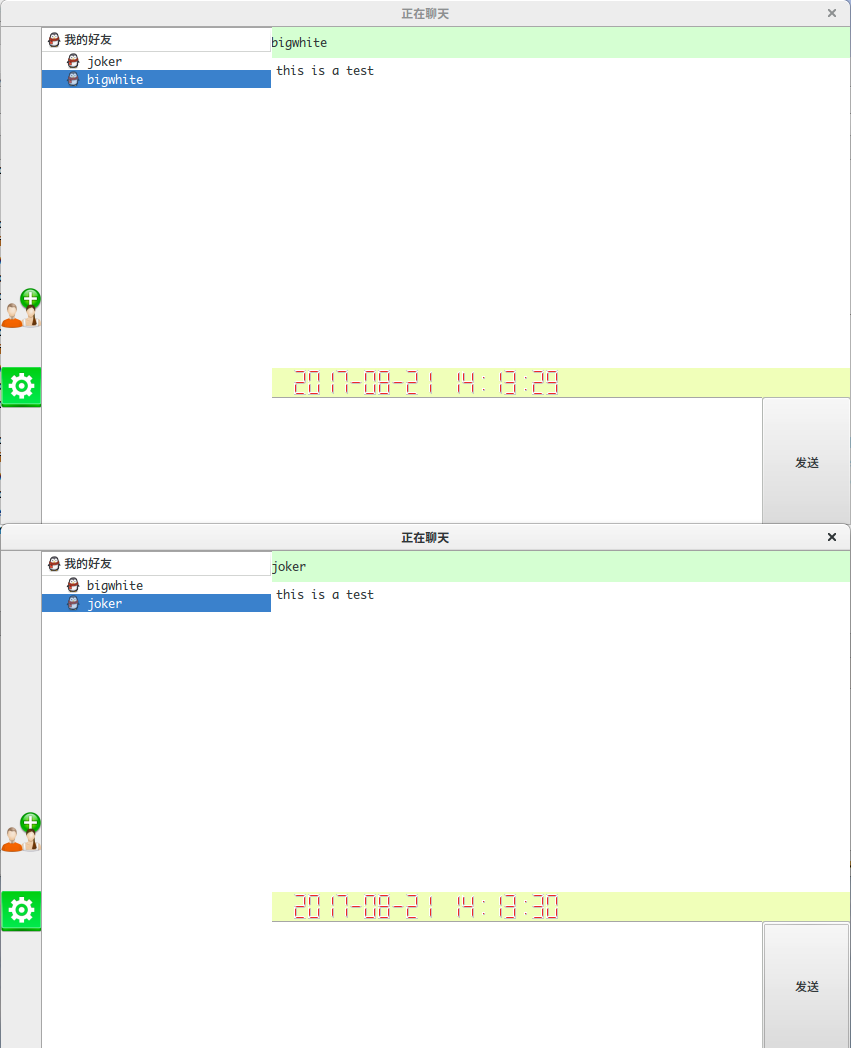 正在聊天
我的好友
joker
bigwhite
bigwhite
this is a test
2017-08-21 14:13:29
发送
正在聊天
我的好友
bigwhite
joker
joker
this is a test
2017-08-21 14:13:30
发送